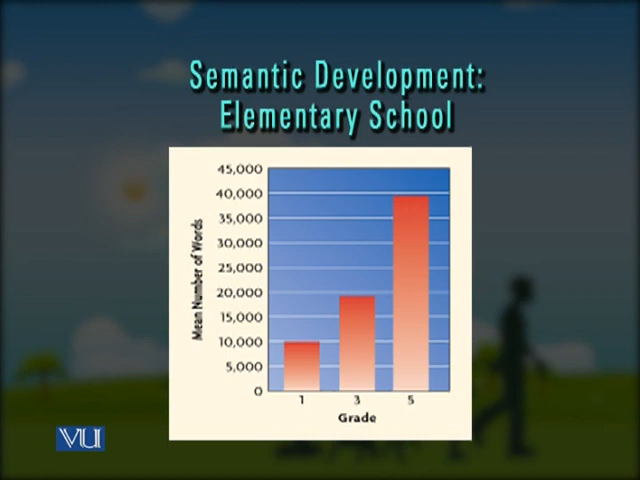 Semantic Development:
Elementary School
45,000
40,000
35,000
30,000
25,000
20,000
15,000
10,000
5,000
0
Mean Number of Words
1 3 5
Grade
VU